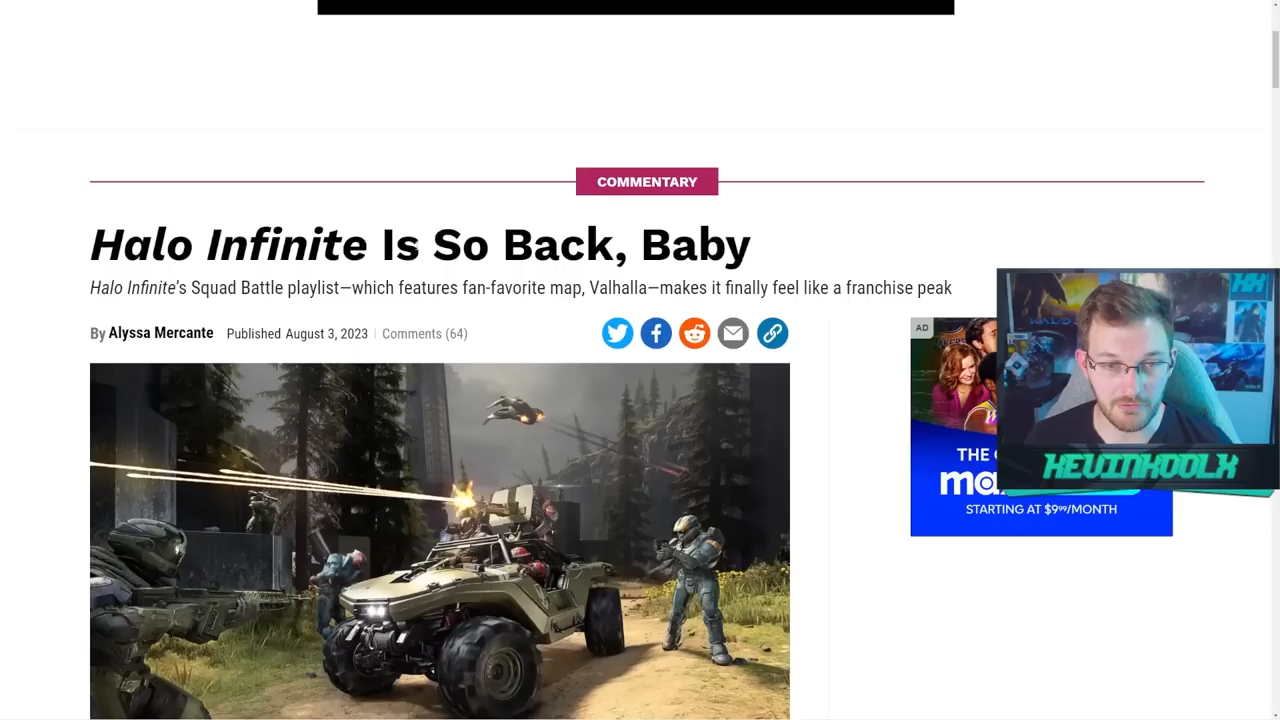 COMMENTARY
Halo Infinite Is So Back, Baby
Halo Infinite's Squad Battle playlist—which features fan-favorite map, Valhalla—makes it finally feel like a franchise peak
By Alyssa Mercante Published August 3, 2023 Comments (64)
AD
THE
STARTING AT $9⁹⁹/MONTH
KEVINKOOLX